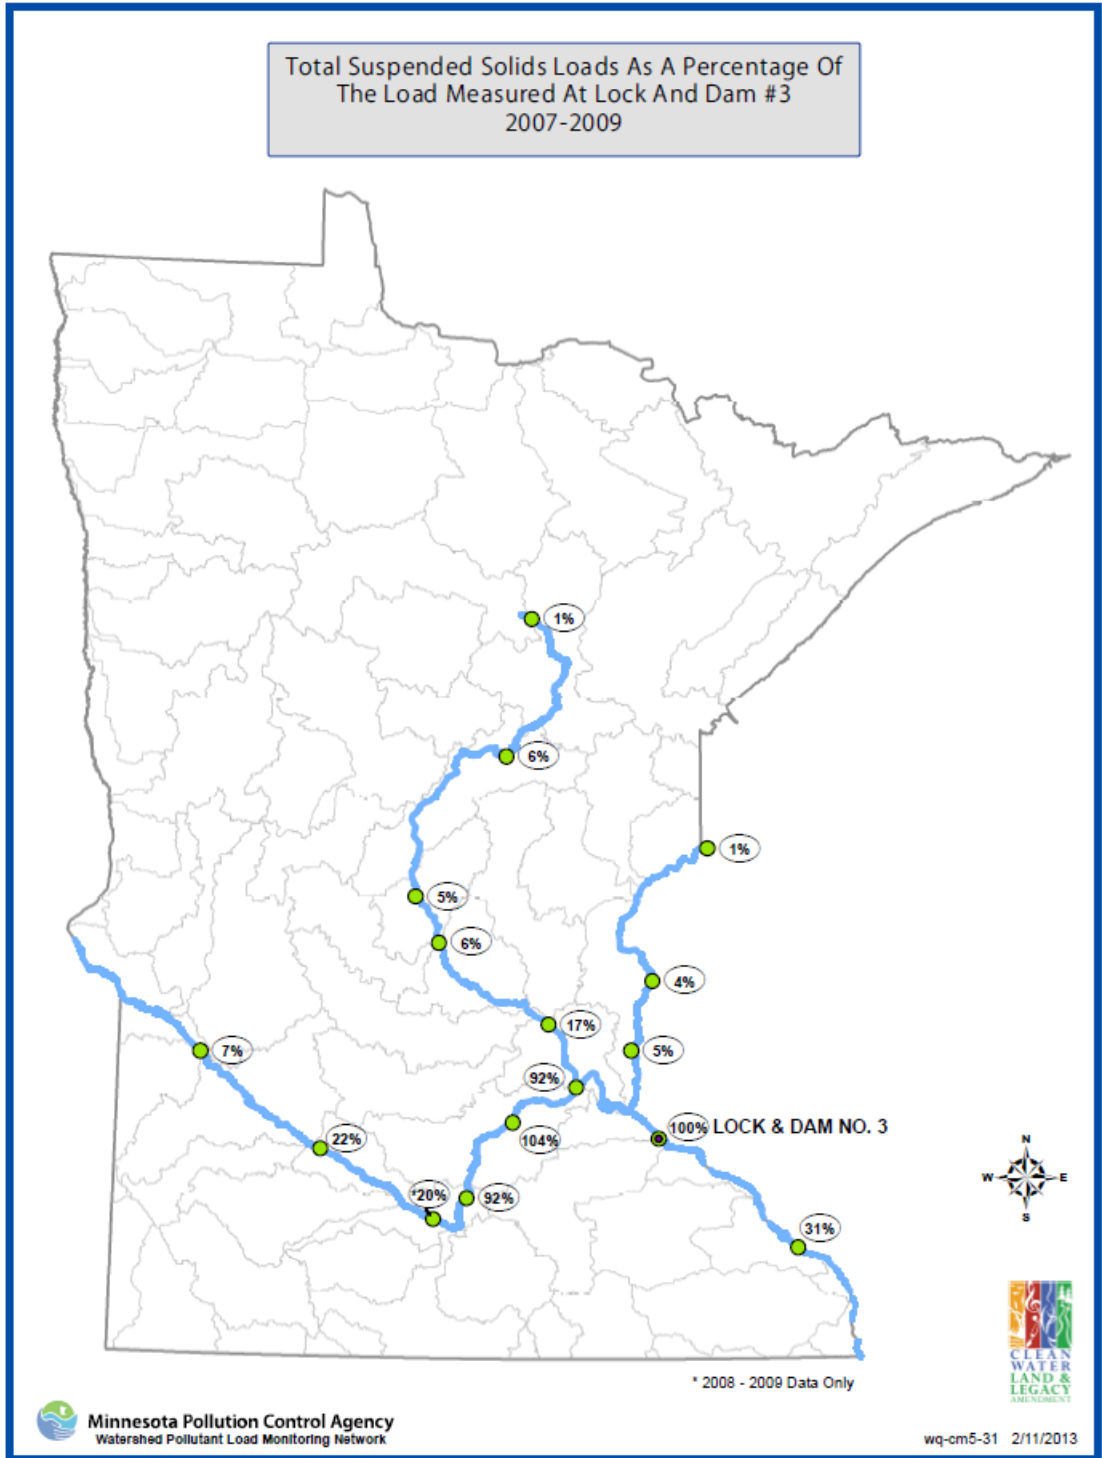 Total Suspended Solids Loads As A Percentage Of
The Load Measured At Lock And Dam #3
2007-2009
1%
6%
1%
5%
6%
4%
17%
7%
5%
92%
100% LOCK & DAM NO. 3
104%
22%
*20%
92%
31%
N
W E
S
CLEAN
WATER
LAND &
LEGACY
AMENDMENT
* 2008 - 2009 Data Only
Minnesota Pollution Control Agency
Watershed Pollutant Load Monitoring Network
wq-cm5-31 2/11/2013